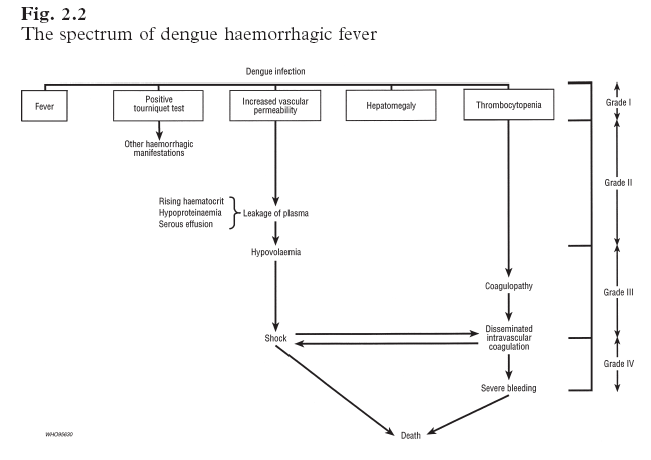 Fig. 2.2
The spectrum of dengue haemorrhagic fever
Dengue infection
Fever
Positive
tourniquet test
Increased vascular
permeability
Hepatomegaly
Thrombocytopenia
Grade I
Other haemorrhagic
manifestations
Grade II
Rising haematocrit
Hypoproteinaemia
Serous effusion
Leakage of plasma
Hypovolaemia
Coagulopathy
Grade III
Shock
Disseminated
intravascular
coagulation
Grade IV
Severe bleeding
Death
WHO95630